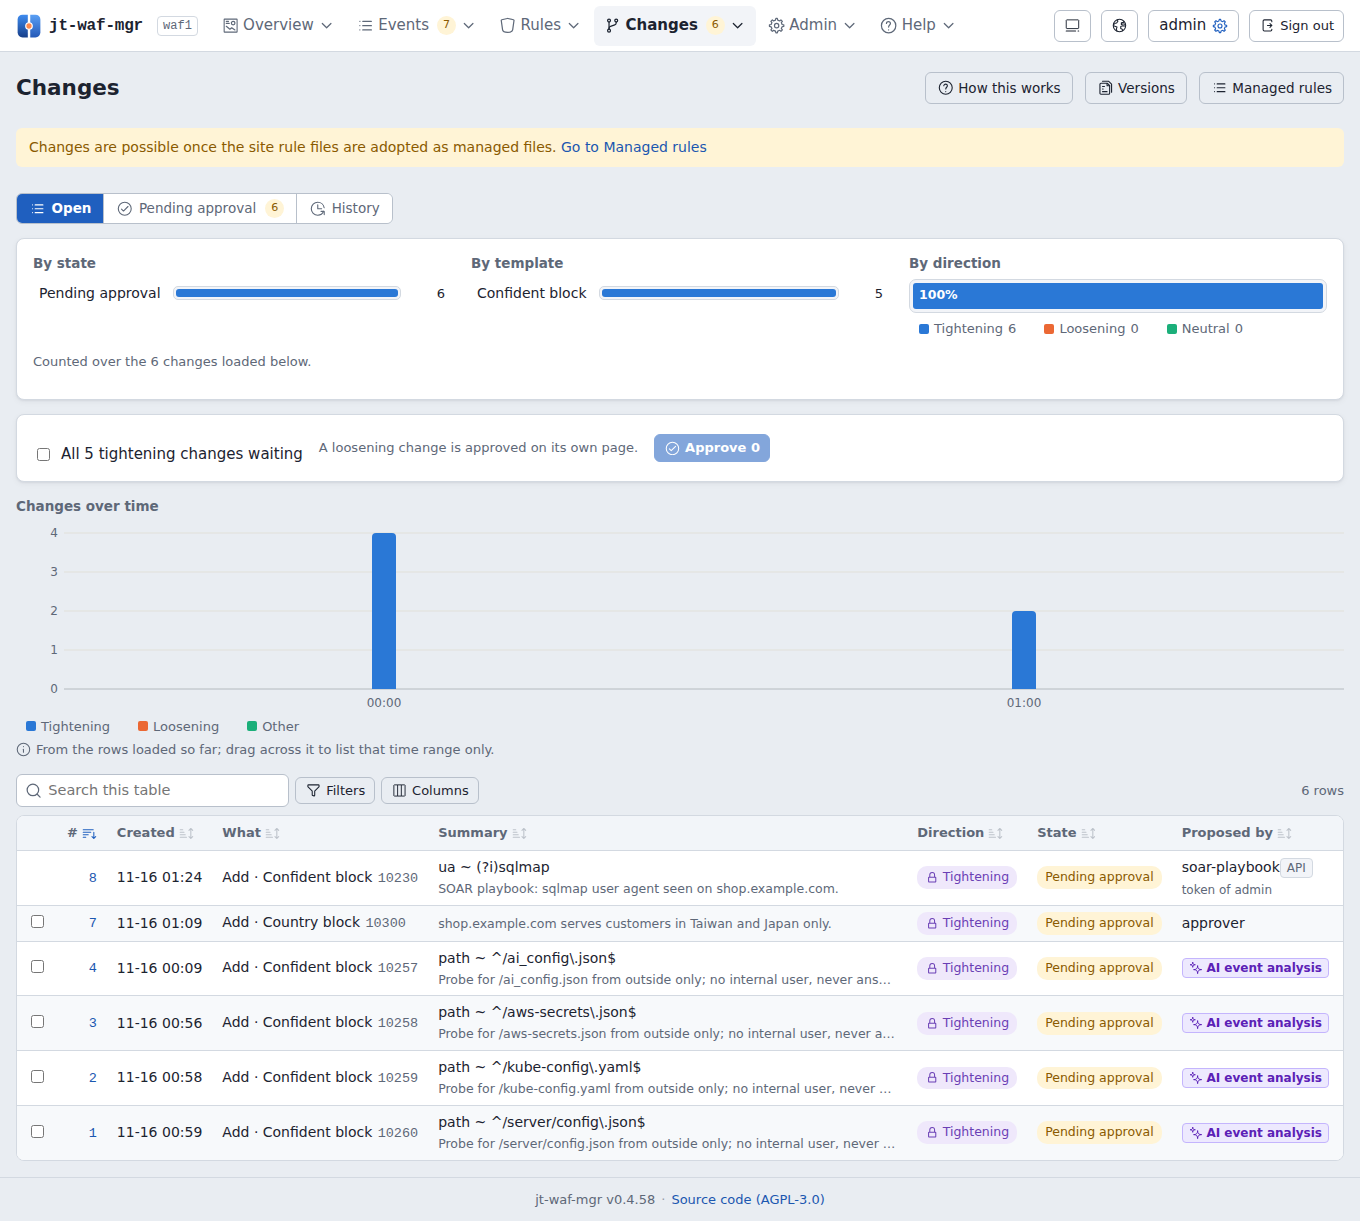 jt-waf-mgr waf1 Overview Events 7 Rules Changes 6 Admin Help admin Sign out
Changes How this works Versions Managed rules
Changes are possible once the site rule files are adopted as managed files. Go to Managed rules
Open Pending approval 6 History
By state By template By direction
Pending approval 6 Confident block 5 100%
Tightening 6 Loosening 0 Neutral 0
Counted over the 6 changes loaded below.
All 5 tightening changes waiting A loosening change is approved on its own page. Approve 0
Changes over time
4
3
2
1
0
00:00 01:00
Tightening Loosening Other
From the rows loaded so far; drag across it to list that time range only.
Search this table Filters Columns 6 rows
# Created What Summary Direction State Proposed by
8 11-16 01:24 Add · Confident block 10230 ua ~ (?i)sqlmap Tightening Pending approval soar-playbook API
SOAR playbook: sqlmap user agent seen on shop.example.com. token of admin
7 11-16 01:09 Add · Country block 10300 shop.example.com serves customers in Taiwan and Japan only. Tightening Pending approval approver
4 11-16 00:09 Add · Confident block 10257 path ~ ^/ai_config\.json$ Tightening Pending approval AI event analysis
Probe for /ai_config.json from outside only; no internal user, never ans…
3 11-16 00:56 Add · Confident block 10258 path ~ ^/aws-secrets\.json$ Tightening Pending approval AI event analysis
Probe for /aws-secrets.json from outside only; no internal user, never a…
2 11-16 00:58 Add · Confident block 10259 path ~ ^/kube-config\.yaml$ Tightening Pending approval AI event analysis
Probe for /kube-config.yaml from outside only; no internal user, never …
1 11-16 00:59 Add · Confident block 10260 path ~ ^/server/config\.json$ Tightening Pending approval AI event analysis
Probe for /server/config.json from outside only; no internal user, never …
jt-waf-mgr v0.4.58 · Source code (AGPL-3.0)